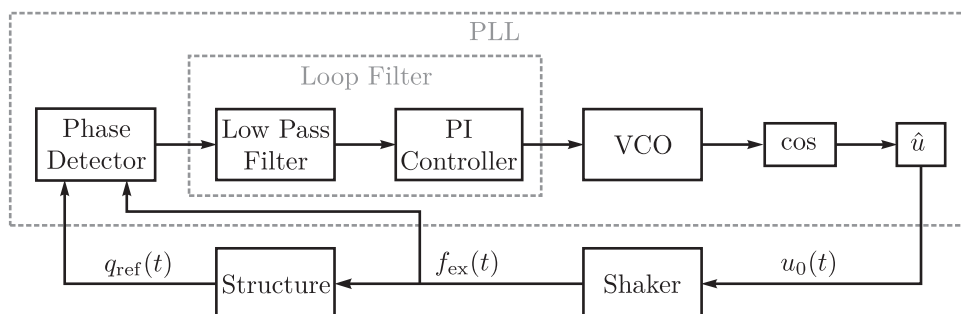 PLL
Loop Filter
Phase
Detector
Low Pass
Filter
PI
Controller
VCO
cos
û
q_ref(t)
Structure
f_ex(t)
Shaker
u_0(t)